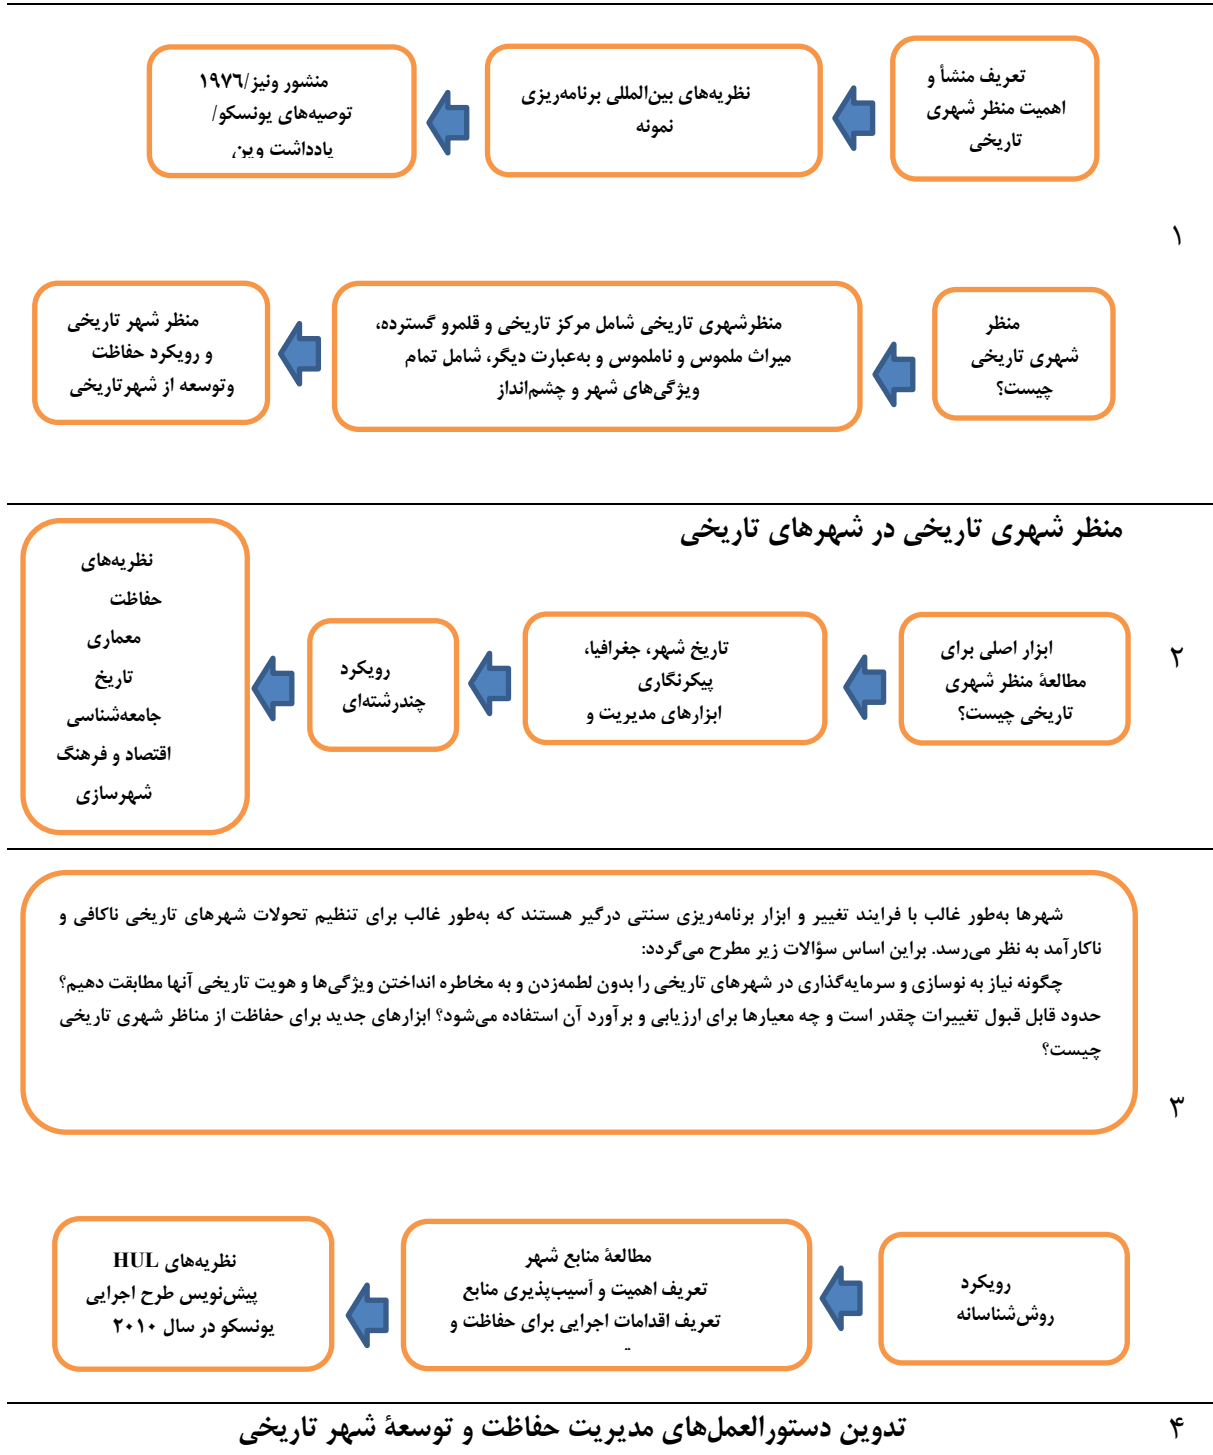 تعریف منشأ و
اهمیت منظر شهری
تاریخی
نظریه‌های بین‌المللی برنامه‌ریزی
نمونه
منشور ونیز/۱۹۷۶
توصیه‌های یونسکو/
یادداشت وین
۱
منظر
شهری تاریخی
چیست؟
منظرشهری تاریخی شامل مرکز تاریخی و قلمرو گسترده،
میراث ملموس و ناملموس و به‌عبارت دیگر، شامل تمام
ویژگی‌های شهر و چشم‌انداز
منظر شهر تاریخی
و رویکرد حفاظت
وتوسعه از شهرتاریخی
منظر شهری تاریخی در شهرهای تاریخی
۲
ابزار اصلی برای
مطالعهٔ منظر شهری
تاریخی چیست؟
تاریخ شهر، جغرافیا،
پیکرنگاری
ابزارهای مدیریت و
رویکرد
چندرشته‌ای
نظریه‌های
حفاظت
معماری
تاریخ
جامعه‌شناسی
اقتصاد و فرهنگ
شهرسازی
شهرها به‌طور غالب با فرایند تغییر و ابزار برنامه‌ریزی سنتی درگیر هستند که به‌طور غالب برای تنظیم تحولات شهرهای تاریخی ناکافی و
ناکارآمد به نظر می‌رسد. براین اساس سؤالات زیر مطرح می‌گردد:
چگونه نیاز به نوسازی و سرمایه‌گذاری در شهرهای تاریخی را بدون لطمه‌زدن و به مخاطره انداختن ویژگی‌ها و هویت تاریخی آنها مطابقت دهیم؟
حدود قابل قبول تغییرات چقدر است و چه معیارها برای ارزیابی و برآورد آن استفاده می‌شود؟ ابزارهای جدید برای حفاظت از مناظر شهری تاریخی
چیست؟
۳
رویکرد
روش‌شناسانه
مطالعهٔ منابع شهر
تعریف اهمیت و آسیب‌پذیری منابع
تعریف اقدامات اجرایی برای حفاظت و
نظریه‌های HUL
پیش‌نویس طرح اجرایی
یونسکو در سال ۲۰۱۰
۴
تدوین دستورالعمل‌های مدیریت حفاظت و توسعهٔ شهر تاریخی